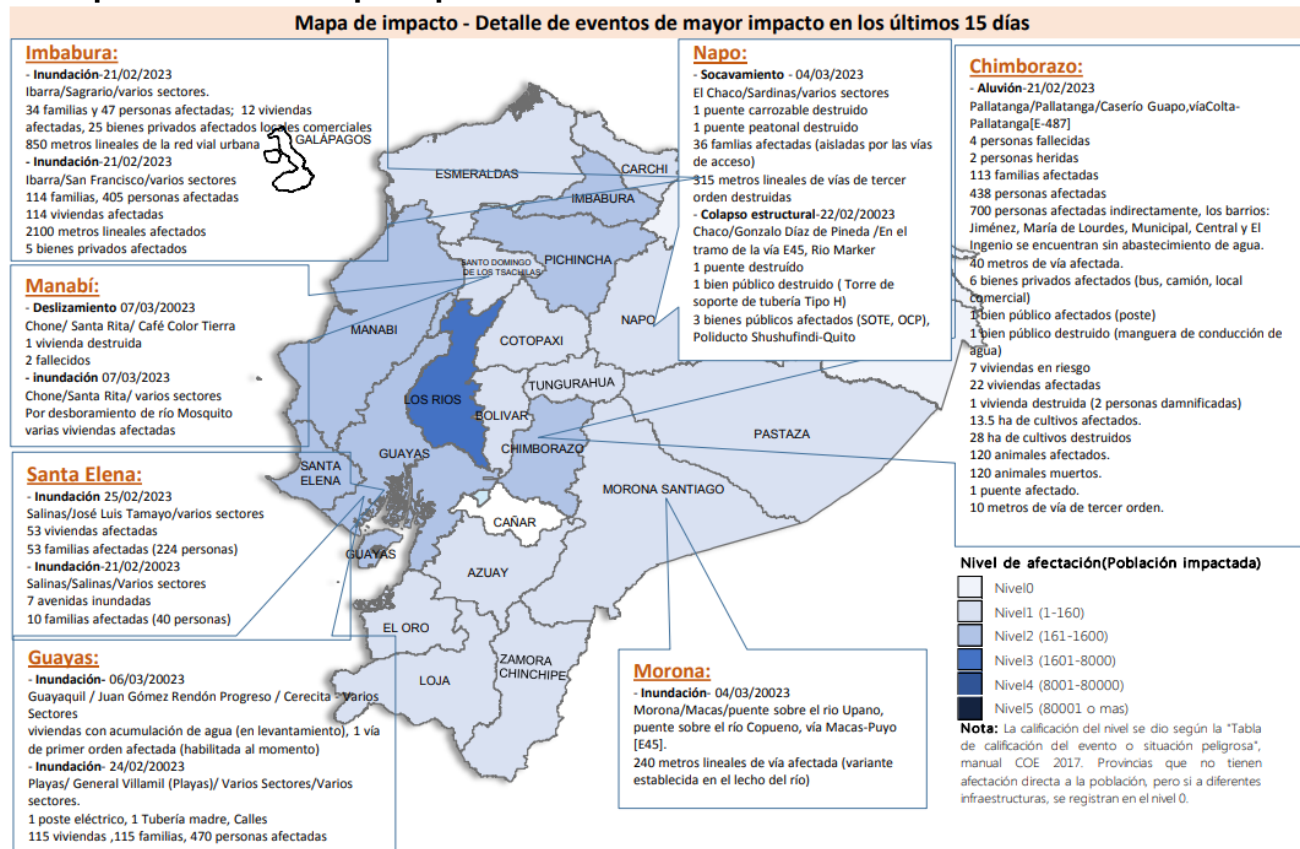 Mapa de impacto - Detalle de eventos de mayor impacto en los últimos 15 días
Imbabura:
- Inundación-21/02/2023
Ibarra/Sagrario/varios sectores.
34 familias y 47 personas afectadas; 12 viviendas
afectadas, 25 bienes privados afectados locales comerciales
850 metros lineales de la red vial urbana
- Inundación-21/02/2023
Ibarra/San Francisco/varios sectores
114 familias, 405 personas afectadas
114 viviendas afectadas
2100 metros lineales afectados
5 bienes privados afectados
Manabí:
- Deslizamiento 07/03/20023
Chone/ Santa Rita/ Café Color Tierra
1 vivienda destruida
2 fallecidos
- inundación 07/03/2023
Chone/Santa Rita/ varios sectores
Por desboramiento de río Mosquito
varias viviendas afectadas
Santa Elena:
- Inundación 25/02/2023
Salinas/José Luis Tamayo/varios sectores
53 viviendas afectadas
53 familias afectadas (224 personas)
- Inundación-21/02/20023
Salinas/Salinas/Varios sectores
7 avenidas inundadas
10 familias afectadas (40 personas)
Guayas:
- Inundación- 06/03/20023
Guayaquil / Juan Gómez Rendón Progreso / Cerecita - Varios
Sectores
viviendas con acumulación de agua (en levantamiento), 1 vía
de primer orden afectada (habilitada al momento)
- Inundación- 24/02/20023
Playas/ General Villamil (Playas)/ Varios Sectores/Varios
sectores.
1 poste eléctrico, 1 Tubería madre, Calles
115 viviendas ,115 familias, 470 personas afectadas
GALÁPAGOS
ESMERALDAS
CARCHI
IMBABURA
PICHINCHA
SANTO DOMINGO
DE LOS TSACHILAS
MANABI
NAPO
COTOPAXI
TUNGURAHUA
LOS RIOS
BOLIVAR
PASTAZA
CHIMBORAZO
GUAYAS
SANTA
ELENA
MORONA SANTIAGO
CAÑAR
GUAYAS
AZUAY
EL ORO
ZAMORA
CHINCHIPE
LOJA
Napo:
- Socavamiento - 04/03/2023
El Chaco/Sardinas/varios sectores
1 puente carrozable destruido
1 puente peatonal destruido
36 famlias afectadas (aisladas por las vías
de acceso)
315 metros lineales de vías de tercer
orden destruidas
- Colapso estructural-22/02/20023
Chaco/Gonzalo Díaz de Pineda /En el
tramo de la vía E45, Rio Marker
1 puente destruído
1 bien público destruido ( Torre de
soporte de tubería Tipo H)
3 bienes públicos afectados (SOTE, OCP),
Poliducto Shushufindi-Quito
Morona:
- Inundación- 04/03/20023
Morona/Macas/puente sobre el rio Upano,
puente sobre el río Copueno, vía Macas-Puyo
[E45].
240 metros lineales de vía afectada (variante
establecida en el lecho del río)
Chimborazo:
- Aluvión-21/02/2023
Pallatanga/Pallatanga/Caserío Guapo,víaColta-
Pallatanga[E-487]
4 personas fallecidas
2 personas heridas
113 familias afectadas
438 personas afectadas
700 personas afectadas indirectamente, los barrios:
Jiménez, María de Lourdes, Municipal, Central y El
Ingenio se encuentran sin abastecimiento de agua.
40 metros de vía afectada.
6 bienes privados afectados (bus, camión, local
comercial)
1 bien público afectado (poste)
1 bien público destruido (manguera de conducción de
agua)
7 viviendas en riesgo
22 viviendas afectadas
1 vivienda destruida (2 personas damnificadas)
13.5 ha de cultivos afectados.
28 ha de cultivos destruidos
120 animales afectados.
120 animales muertos.
1 puente afectado.
10 metros de vía de tercer orden.
Nivel de afectación(Población impactada)
Nivel0
Nivel1 (1-160)
Nivel2 (161-1600)
Nivel3 (1601-8000)
Nivel4 (8001-80000)
Nivel5 (80001 o mas)
Nota: La calificación del nivel se dio según la "Tabla
de calificación del evento o situación peligrosa",
manual COE 2017. Provincias que no tienen
afectación directa a la población, pero si a diferentes
infraestructuras, se registran en el nivel 0.